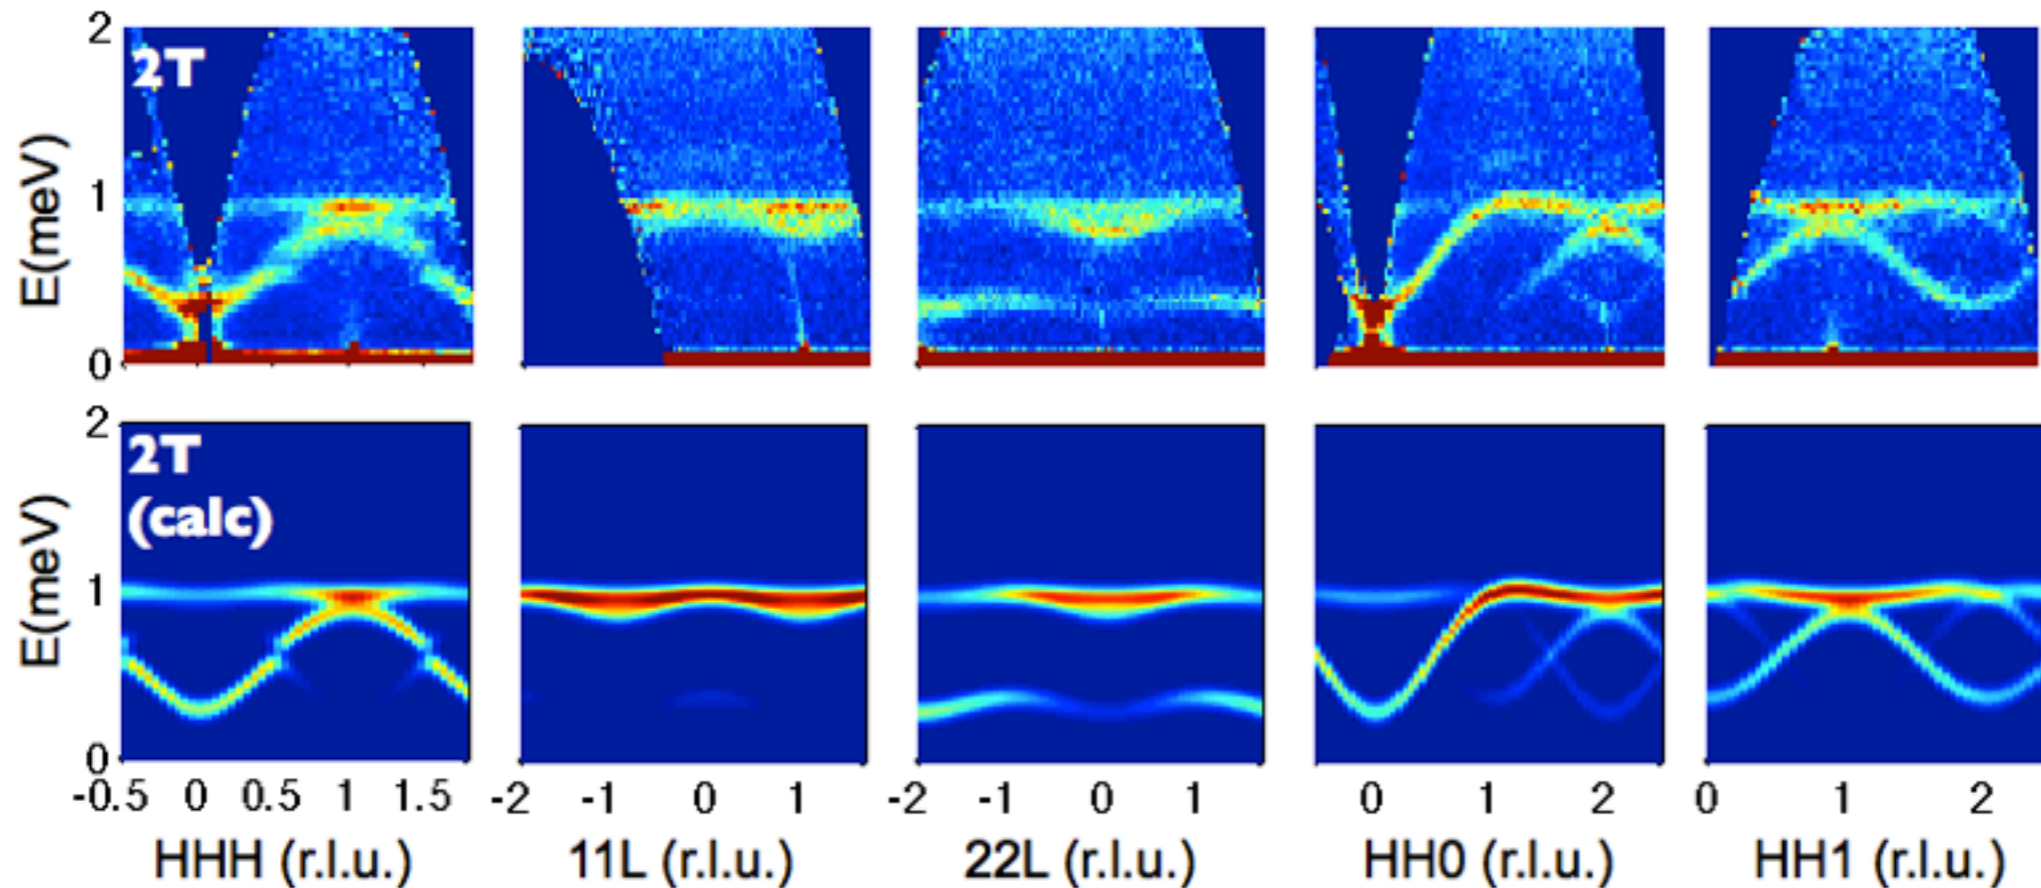 2
2T
E(meV)
1
0
2
2T
(calc)
E(meV)
1
0
-0.5 0 0.5 1 1.5 -2 -1 0 1 -2 -1 0 1 0 1 2 0 1 2
HHH (r.l.u.) 11L (r.l.u.) 22L (r.l.u.) HH0 (r.l.u.) HH1 (r.l.u.)